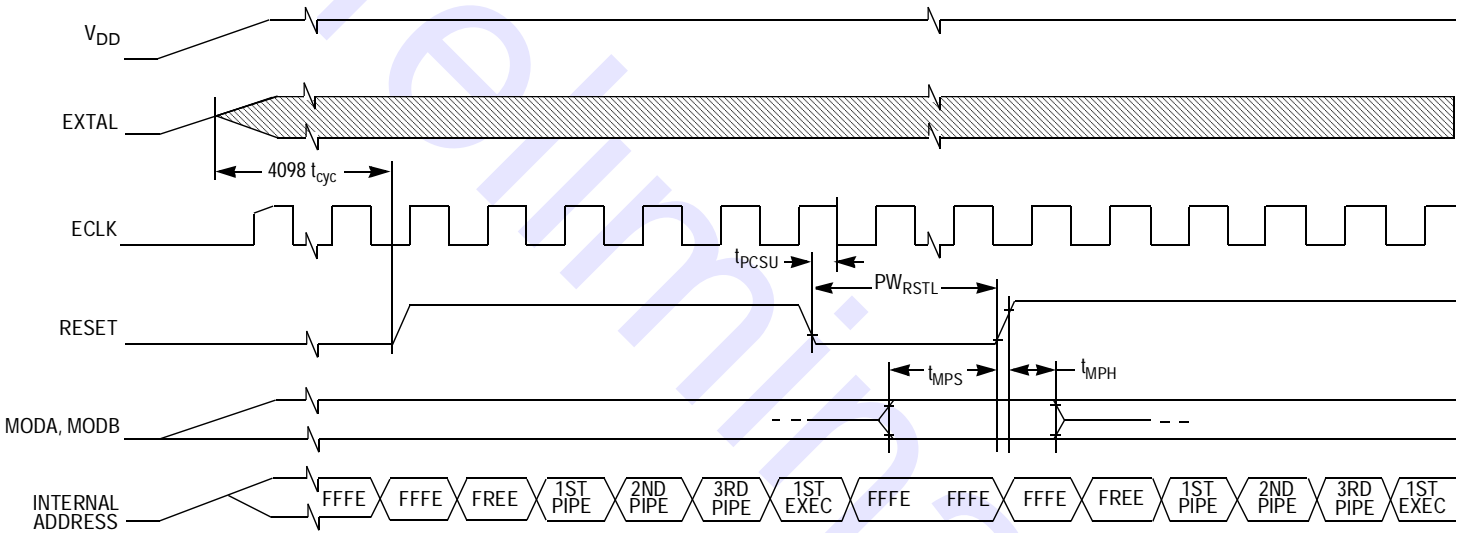 VDD
EXTAL
4098 tcyc
ECLK
tPCSU
PWRSTL
RESET
tMPS
tMPH
MODA, MODB
INTERNAL
ADDRESS
FFFE
FFFE
FREE
1ST
PIPE
2ND
PIPE
3RD
PIPE
1ST
EXEC
FFFE
FFFE
FFFE
FREE
1ST
PIPE
2ND
PIPE
3RD
PIPE
1ST
EXEC